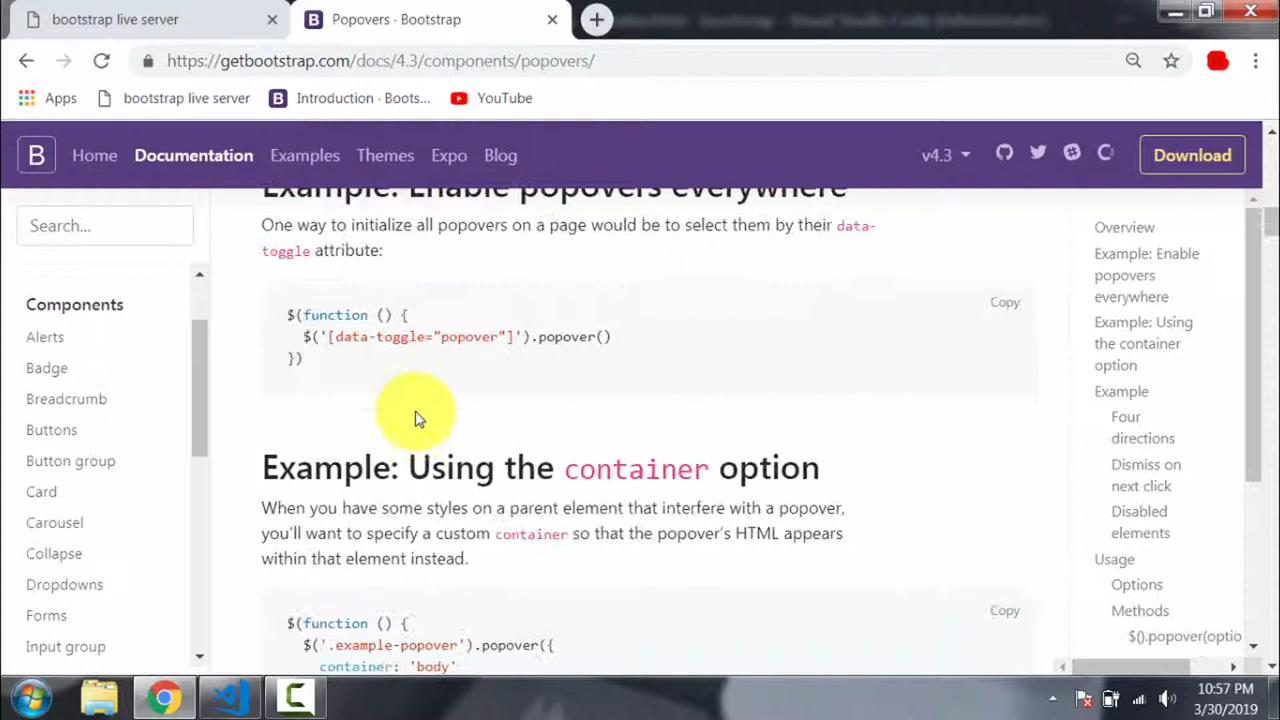 bootstrap live server
Popovers · Bootstrap
https://getbootstrap.com/docs/4.3/components/popovers/
Apps
bootstrap live server
B
Introduction · Boots...
YouTube
B
Home
Documentation
Examples
Themes
Expo
Blog
v4.3
Download
Search...
Components
Alerts
Badge
Breadcrumb
Buttons
Button group
Card
Carousel
Collapse
Dropdowns
Forms
Input group
Example: Enable popovers everywhere
One way to initialize all popovers on a page would be to select them by their data-
toggle attribute:
Copy
$(function () {
$('[data-toggle="popover"]').popover()
})
Example: Using the container option
When you have some styles on a parent element that interfere with a popover,
you'll want to specify a custom container so that the popover's HTML appears
within that element instead.
Copy
$(function () {
$('.example-popover').popover({
container: 'body'
Overview
Example: Enable
popovers
everywhere
Example: Using
the container
option
Example
Four
directions
Dismiss on
next click
Disabled
elements
Usage
Options
Methods
$().popover(optio
10:57 PM
3/30/2019